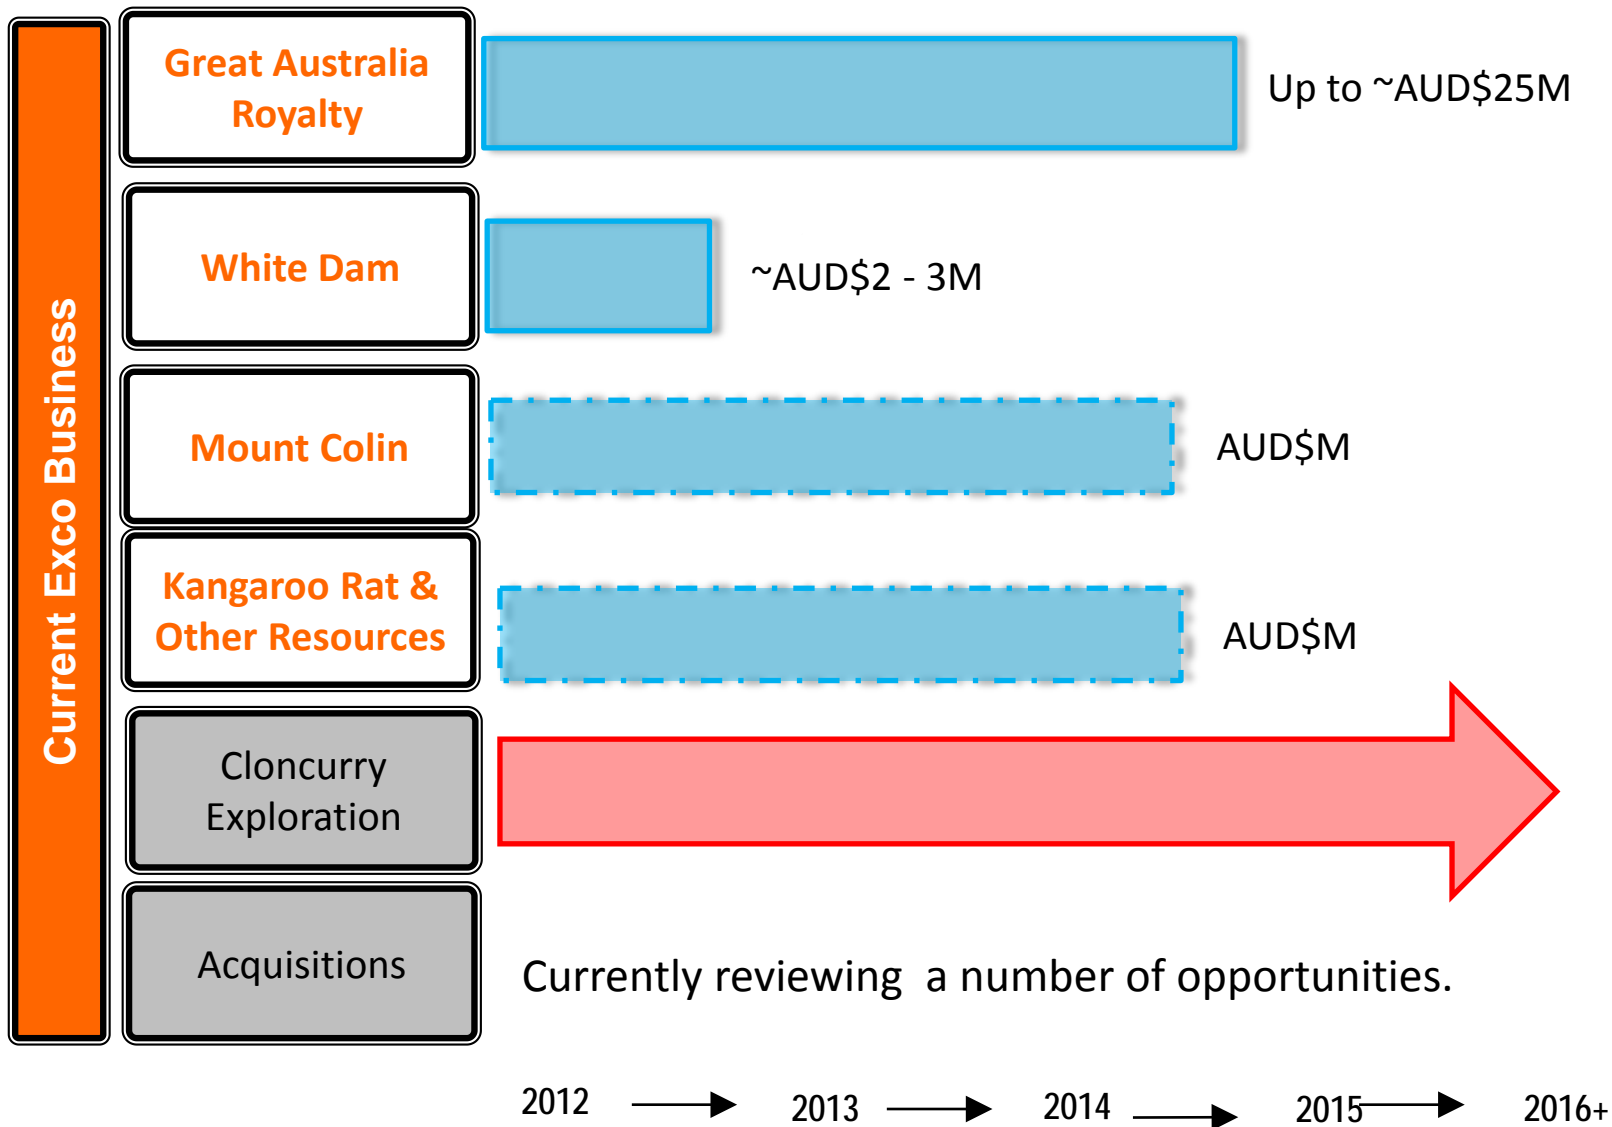 Current Exco Business
Great Australia
Royalty
Up to ~AUD$25M
White Dam
~AUD$2 - 3M
Mount Colin
AUD$M
Kangaroo Rat &
Other Resources
AUD$M
Cloncurry
Exploration
Acquisitions
Currently reviewing a number of opportunities.
2012 2013 2014 2015 2016+